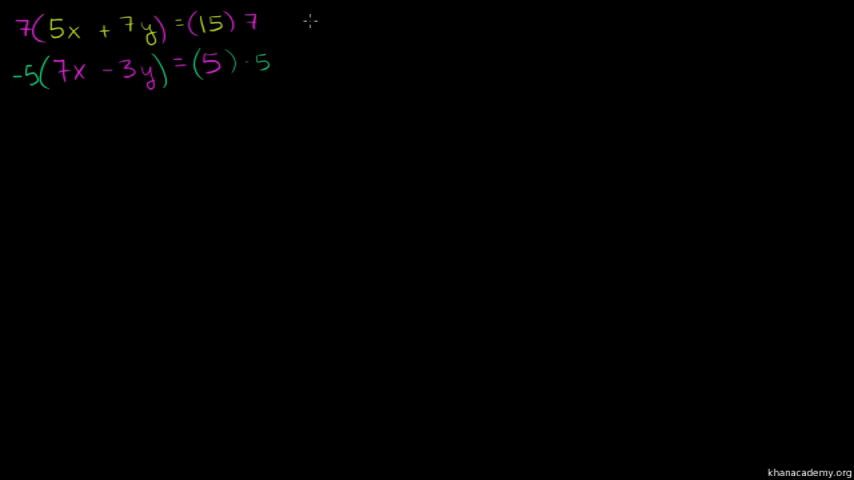 7(5x + 7y) = (15) 7
-5(7x - 3y) = (5) · 5
khanacademy.org